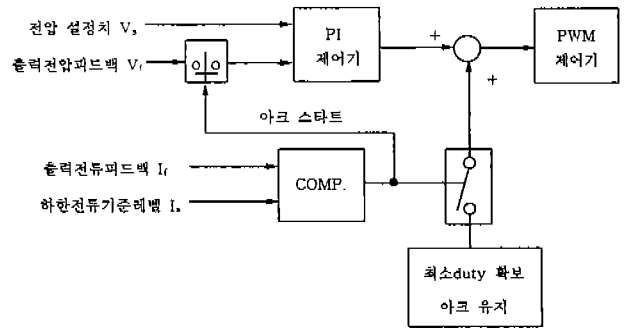 전압 설정치 Vs
PI
제어기
+
PWM
제어기
출력전압피드백 Vf
+
아크 스타트
출력전류피드백 If
COMP.
하한전류기준레벨 Is
최소duty 확보
아크 유지